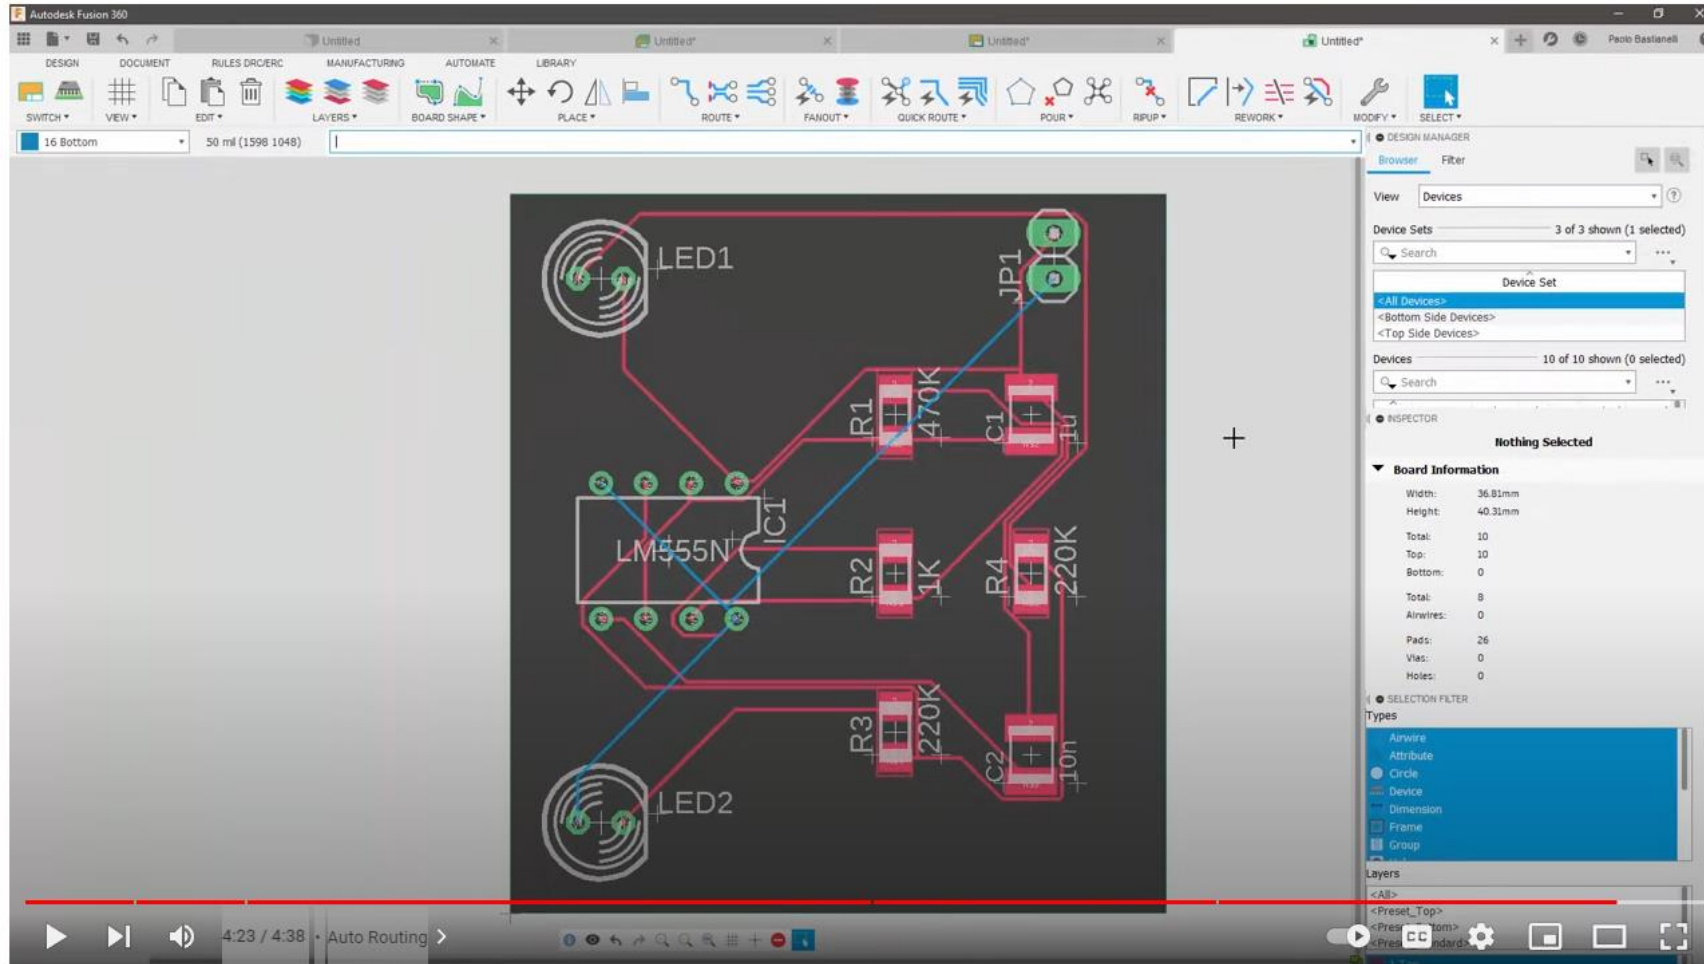 Autodesk Fusion 360
Untitled
Untitled*
Untitled*
Untitled*
Paolo Bastianelli
DESIGN DOCUMENT RULES DRC/ERC MANUFACTURING AUTOMATE LIBRARY
SWITCH VIEW EDIT LAYERS BOARD SHAPE PLACE ROUTE FANOUT QUICK ROUTE POUR RIPUP REWORK MODIFY SELECT
16 Bottom
50 mil (1598 1048)
DESIGN MANAGER
Browser Filter
View Devices
Device Sets 3 of 3 shown (1 selected)
Search
Device Set
<All Devices>
<Bottom Side Devices>
<Top Side Devices>
Devices 10 of 10 shown (0 selected)
Search
INSPECTOR
Nothing Selected
Board Information
Width: 36.81mm
Height: 40.31mm
Total: 10
Top: 10
Bottom: 0
Total: 8
Airwires: 0
Pads: 26
Vias: 0
Holes: 0
SELECTION FILTER
Types
Airwire
Attribute
Circle
Device
Dimension
Frame
Group
Layers
<All>
<Preset_Top>
LED1
JP1
R1
470K
C1
1u
IC1
LM555N
R2
1K
R4
220K
R3
220K
C2
10n
LED2
4:23 / 4:38 • Auto Routing
CC